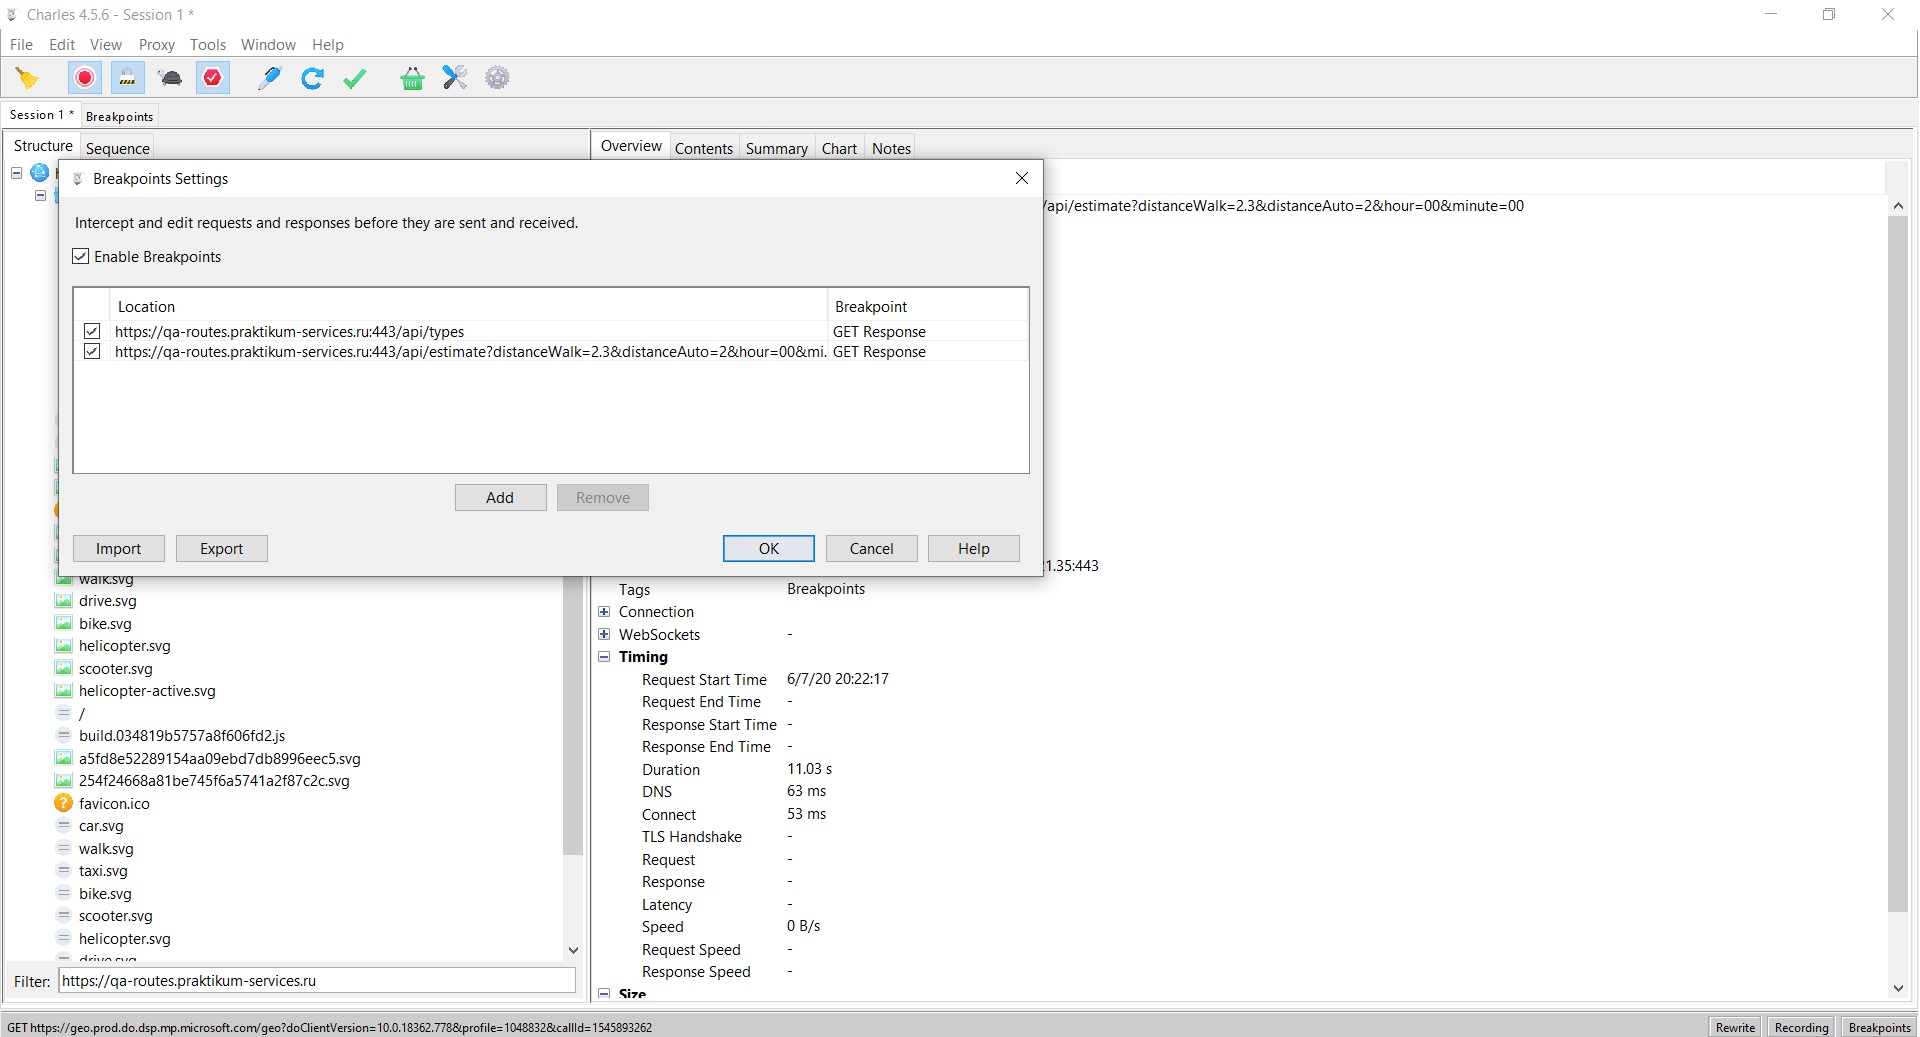 Charles 4.5.6 - Session 1 *
File Edit View Proxy Tools Window Help
Session 1 * Breakpoints
Structure Sequence
Overview Contents Summary Chart Notes
Breakpoints Settings
/api/estimate?distanceWalk=2.3&distanceAuto=2&hour=00&minute=00
Intercept and edit requests and responses before they are sent and received.
Enable Breakpoints
Location Breakpoint
https://qa-routes.praktikum-services.ru:443/api/types GET Response
https://qa-routes.praktikum-services.ru:443/api/estimate?distanceWalk=2.3&distanceAuto=2&hour=00&mi. GET Response
Add Remove
Import Export OK Cancel Help
1.35:443
walk.svg
drive.svg
bike.svg
helicopter.svg
scooter.svg
helicopter-active.svg
/
build.034819b5757a8f606fd2.js
a5fd8e52289154aa09ebd7db8996eec5.svg
254f24668a81be745f6a5741a2f87c2c.svg
favicon.ico
car.svg
walk.svg
taxi.svg
bike.svg
scooter.svg
helicopter.svg
drive.svg
Filter: https://qa-routes.praktikum-services.ru
Tags Breakpoints
Connection
WebSockets -
Timing
Request Start Time 6/7/20 20:22:17
Request End Time -
Response Start Time -
Response End Time -
Duration 11.03 s
DNS 63 ms
Connect 53 ms
TLS Handshake -
Request -
Response -
Latency -
Speed 0 B/s
Request Speed -
Response Speed -
Size
GET https://geo.prod.do.dsp.mp.microsoft.com/geo?doClientVersion=10.0.18362.778&profile=1048832&callId=1545893262
Rewrite Recording Breakpoints